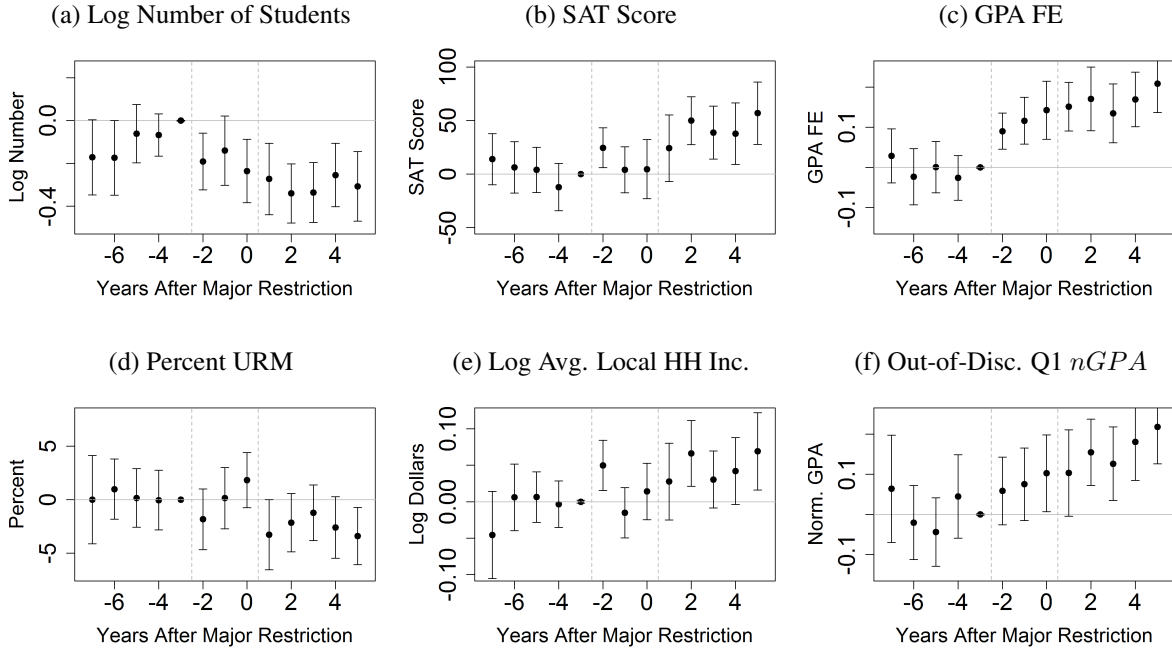 (a) Log Number of Students
Log Number
0.0
-0.4
-6 -4 -2 0 2 4
Years After Major Restriction
(b) SAT Score
SAT Score
100
50
0
-50
-6 -4 -2 0 2 4
Years After Major Restriction
(c) GPA FE
GPA FE
0.1
-0.1
-6 -4 -2 0 2 4
Years After Major Restriction
(d) Percent URM
Percent
5
0
-5
-6 -4 -2 0 2 4
Years After Major Restriction
(e) Log Avg. Local HH Inc.
Log Dollars
0.10
0.00
-0.10
-6 -4 -2 0 2 4
Years After Major Restriction
(f) Out-of-Disc. Q1 nGPA
Norm. GPA
0.1
-0.1
-6 -4 -2 0 2 4
Years After Major Restriction